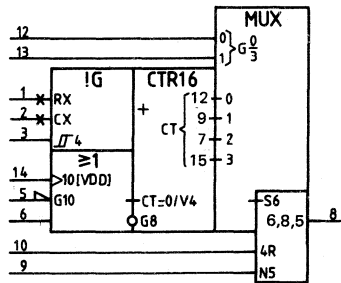 MUX
12 0 G 0/3
13 1
!G CTR16
1 RX + 12 0
2 CX CT 9 1
3 4 7 2
≥1 15 3
14 10[VDD]
5 G10 CT=0/V4 S6
6 G8 6,8,5 8
10 4R
9 N5